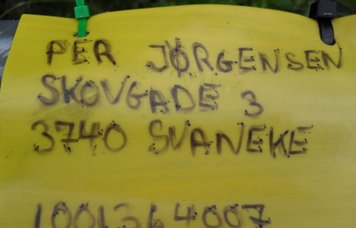 PER JØRGENSEN
SKOVGADE 3
3740 SVANEKE
1001364007